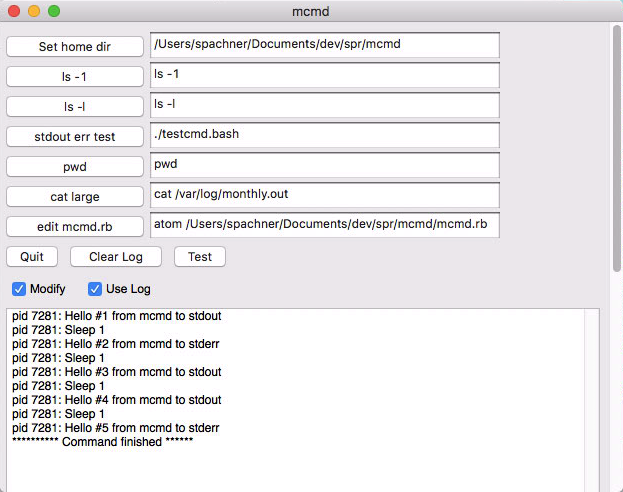 mcmd
Set home dir /Users/spachner/Documents/dev/spr/mcmd
ls -1 ls -1
ls -l ls -l
stdout err test ./testcmd.bash
pwd pwd
cat large cat /var/log/monthly.out
edit mcmd.rb atom /Users/spachner/Documents/dev/spr/mcmd/mcmd.rb
Quit Clear Log Test
Modify Use Log
pid 7281: Hello #1 from mcmd to stdout
pid 7281: Sleep 1
pid 7281: Hello #2 from mcmd to stderr
pid 7281: Sleep 1
pid 7281: Hello #3 from mcmd to stdout
pid 7281: Sleep 1
pid 7281: Hello #4 from mcmd to stdout
pid 7281: Sleep 1
pid 7281: Hello #5 from mcmd to stderr
********** Command finished ******